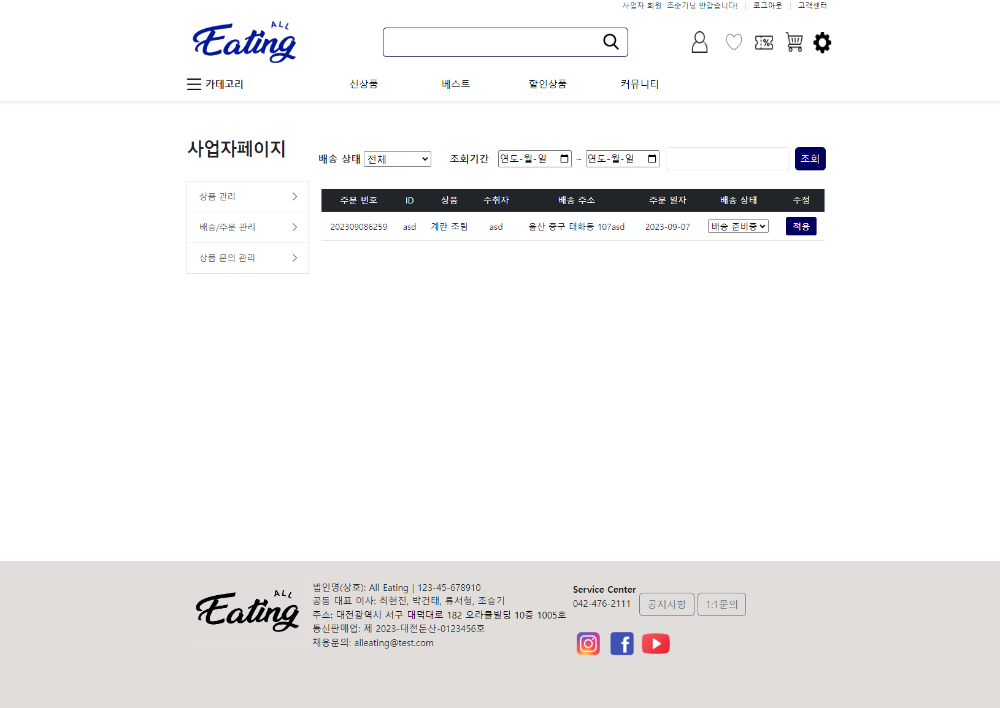 사업자 회원 조순기님 반갑습니다! 로그아웃 고객센터
ALL
Eating
카테고리 신상품 베스트 할인상품 커뮤니티
사업자페이지
배송 상태 전체 조회기간 연도-월-일 ~ 연도-월-일 조회
상품 관리
배송/주문 관리
상품 문의 관리
주문 번호 ID 상품 수취자 배송 주소 주문 일자 배송 상태 수정
202309086259 asd 계란 조림 asd 울산 중구 태화동 107asd 2023-09-07 배송 준비중 적용
ALL
Eating
법인명(상호): All Eating | 123-45-678910
공동 대표 이사: 최현진, 박건태, 류서형, 조승기
주소: 대전광역시 서구 대덕대로 182 오라클빌딩 10층 1005호
통신판매업: 제 2023-대전둔산-0123456호
채용문의: alleating@test.com
Service Center
042-476-2111 공지사항 1:1문의